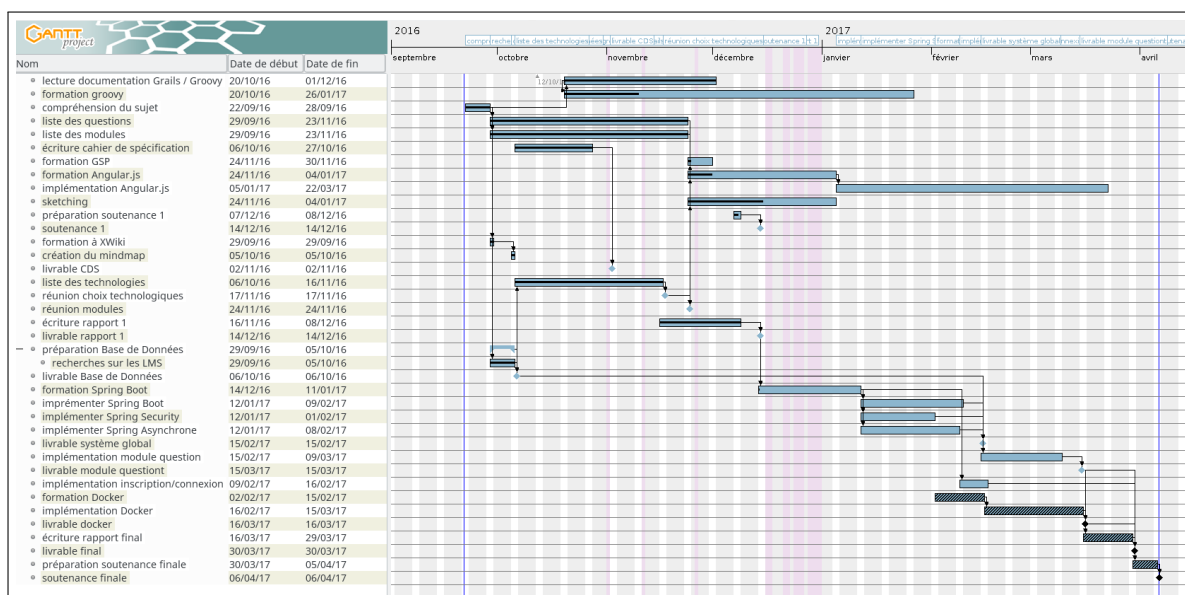 GANTT project
2016
2017
septembre octobre novembre décembre janvier février mars avril
Nom Date de début Date de fin
lecture documentation Grails / Groovy 20/10/16 01/12/16
formation groovy 20/10/16 26/01/17
compréhension du sujet 22/09/16 28/09/16
liste des questions 29/09/16 23/11/16
liste des modules 29/09/16 23/11/16
écriture cahier de spécification 06/10/16 27/10/16
formation GSP 24/11/16 30/11/16
formation Angular.js 24/11/16 04/01/17
implémentation Angular.js 05/01/17 22/03/17
sketching 24/11/16 04/01/17
préparation soutenance 1 07/12/16 08/12/16
soutenance 1 14/12/16 14/12/16
formation à XWiki 29/09/16 29/09/16
création du mindmap 05/10/16 05/10/16
livrable CDS 02/11/16 02/11/16
liste des technologies 06/10/16 16/11/16
réunion choix technologiques 17/11/16 17/11/16
réunion modules 24/11/16 24/11/16
écriture rapport 1 16/11/16 08/12/16
livrable rapport 1 14/12/16 14/12/16
préparation Base de Données 29/09/16 05/10/16
recherches sur les LMS 29/09/16 05/10/16
livrable Base de Données 06/10/16 06/10/16
formation Spring Boot 14/12/16 11/01/17
imprémenter Spring Boot 12/01/17 09/02/17
implémenter Spring Security 12/01/17 01/02/17
implémenter Spring Asynchrone 12/01/17 08/02/17
livrable système global 15/02/17 15/02/17
implémentation module question 15/02/17 09/03/17
livrable module questiont 15/03/17 15/03/17
implémentation inscription/connexion 09/02/17 16/02/17
formation Docker 02/02/17 15/02/17
implémentation Docker 16/02/17 15/03/17
livrable docker 16/03/17 16/03/17
écriture rapport final 16/03/17 29/03/17
livrable final 30/03/17 30/03/17
préparation soutenance finale 30/03/17 05/04/17
soutenance finale 06/04/17 06/04/17